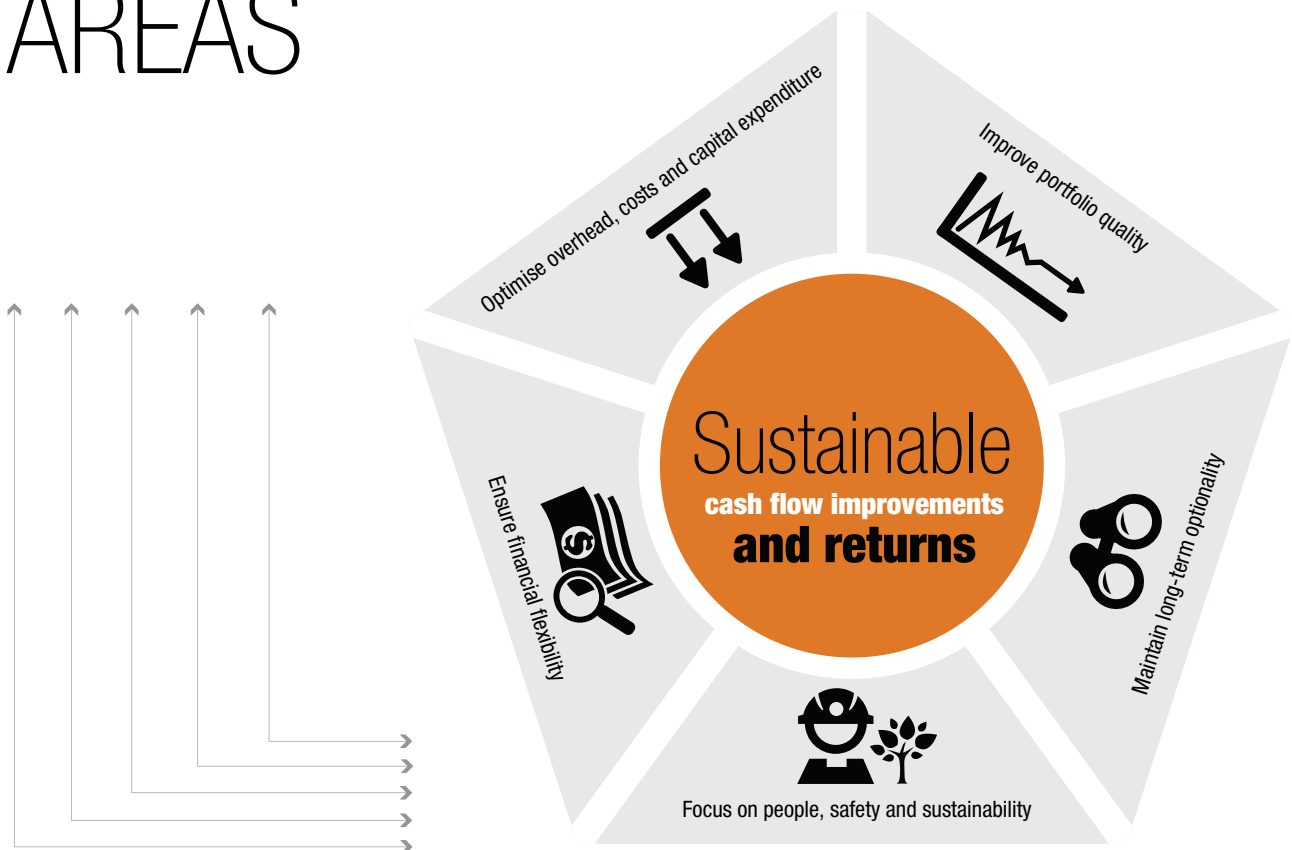 AREAS
Optimise overhead, costs and capital expenditure
Improve portfolio quality
Sustainable
cash flow improvements
and returns
Ensure financial flexibility
Maintain long-term optionality
Focus on people, safety and sustainability